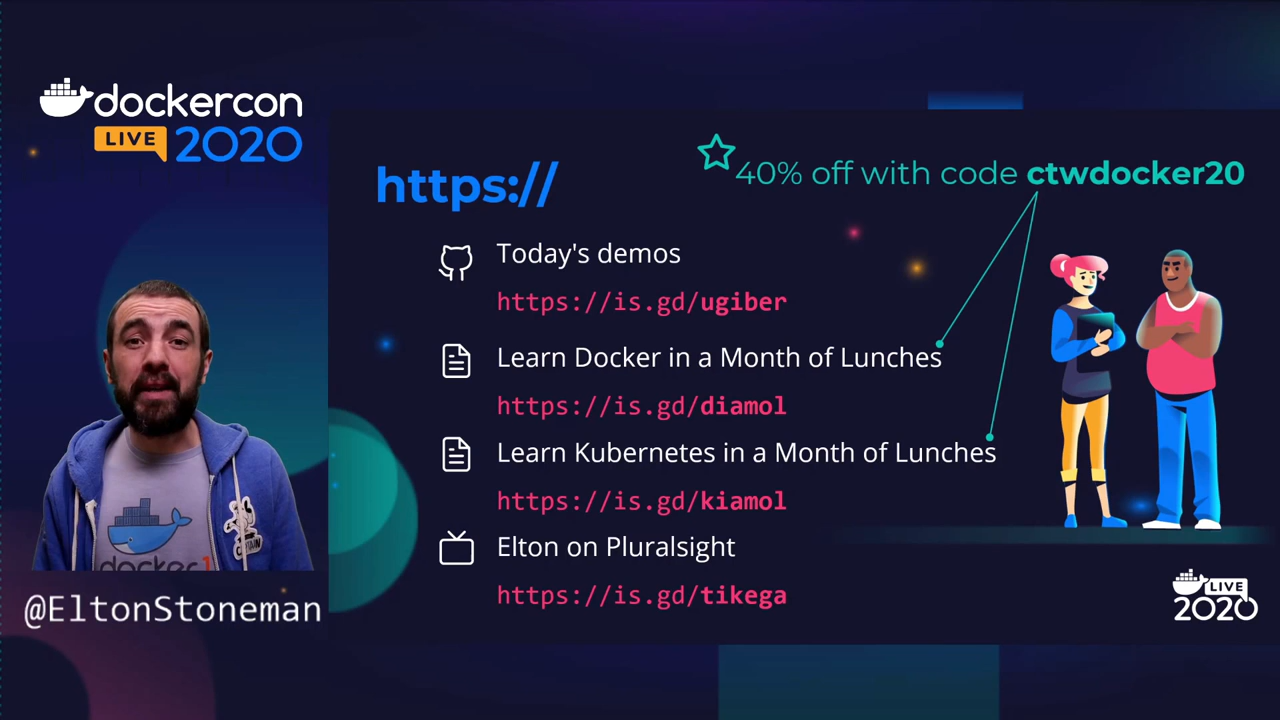 dockercon
LIVE 2020
https://
40% off with code ctwdocker20
Today's demos
https://is.gd/ugiber
Learn Docker in a Month of Lunches
https://is.gd/diamol
Learn Kubernetes in a Month of Lunches
https://is.gd/kiamol
Elton on Pluralsight
https://is.gd/tikega
docker
@EltonStoneman
LIVE
2020